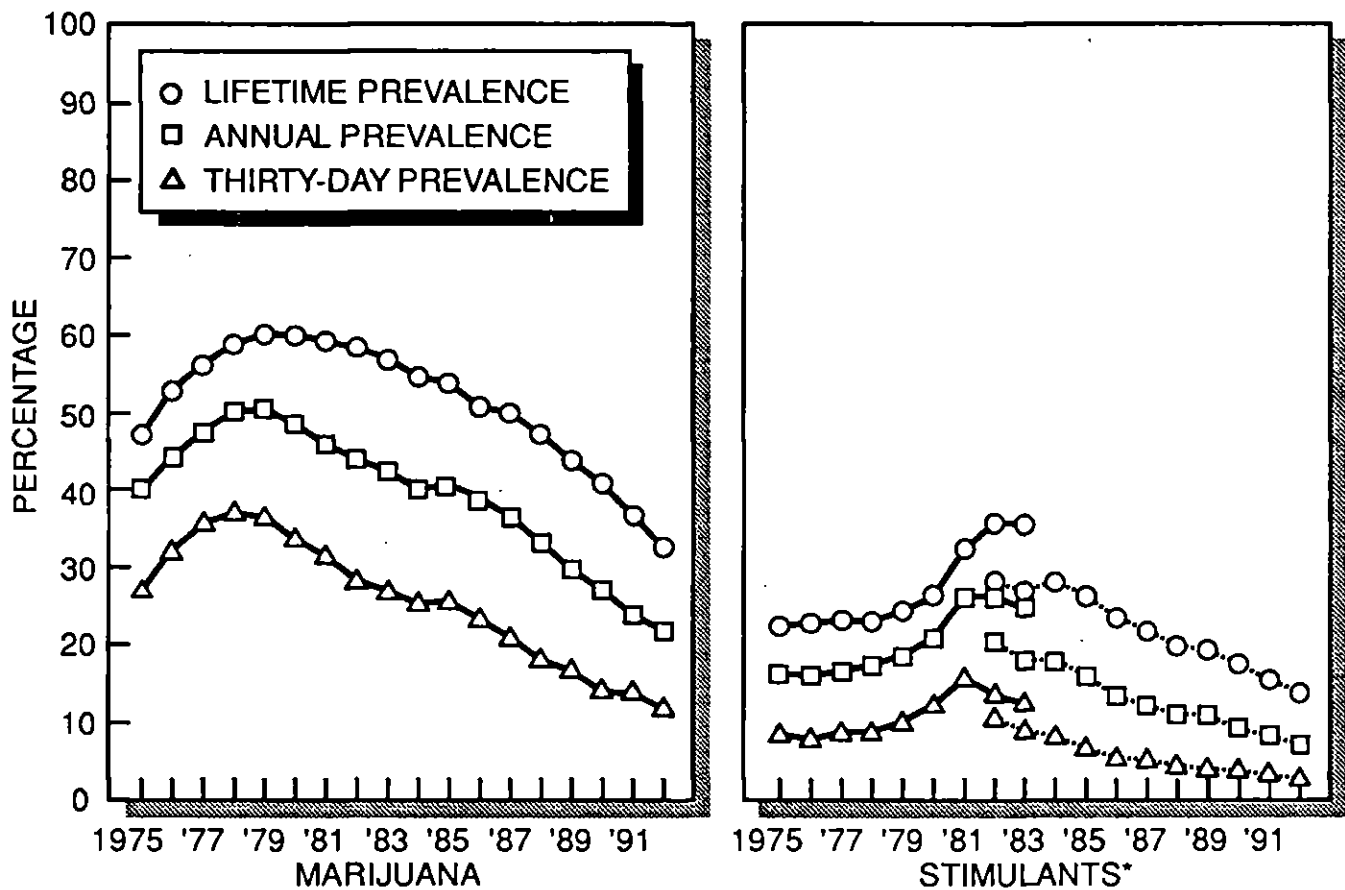 100
90
80
70
60
50
40
30
20
10
0
PERCENTAGE
LIFETIME PREVALENCE
ANNUAL PREVALENCE
THIRTY-DAY PREVALENCE
1975 '77 '79 '81 '83 '85 '87 '89 '91
MARIJUANA
1975 '77 '79 '81 '83 '85 '87 '89 '91
STIMULANTS*